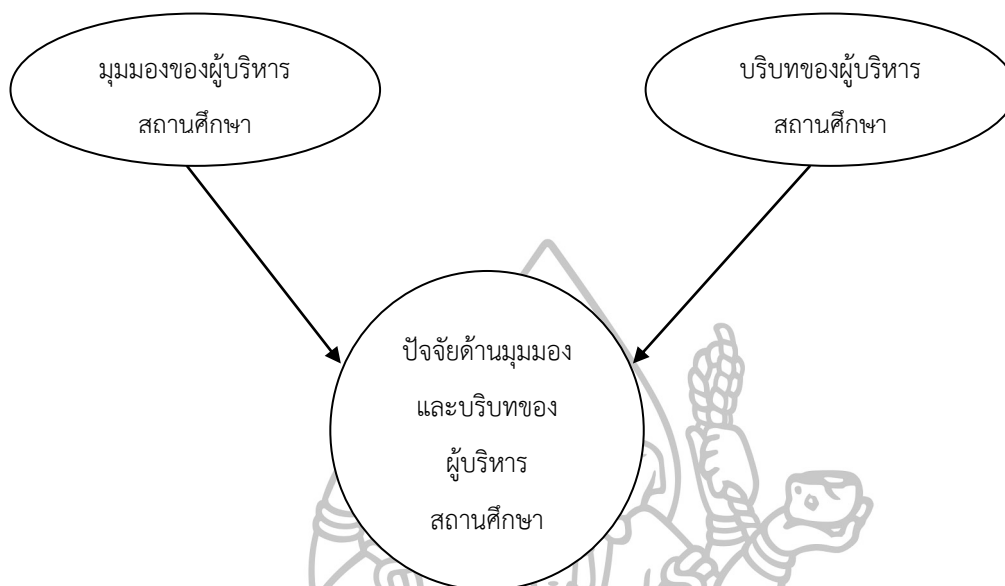 มุมมองของผู้บริหาร
สถานศึกษา
บริบทของผู้บริหาร
สถานศึกษา
ปัจจัยด้านมุมมอง
และบริบทของ
ผู้บริหาร
สถานศึกษา